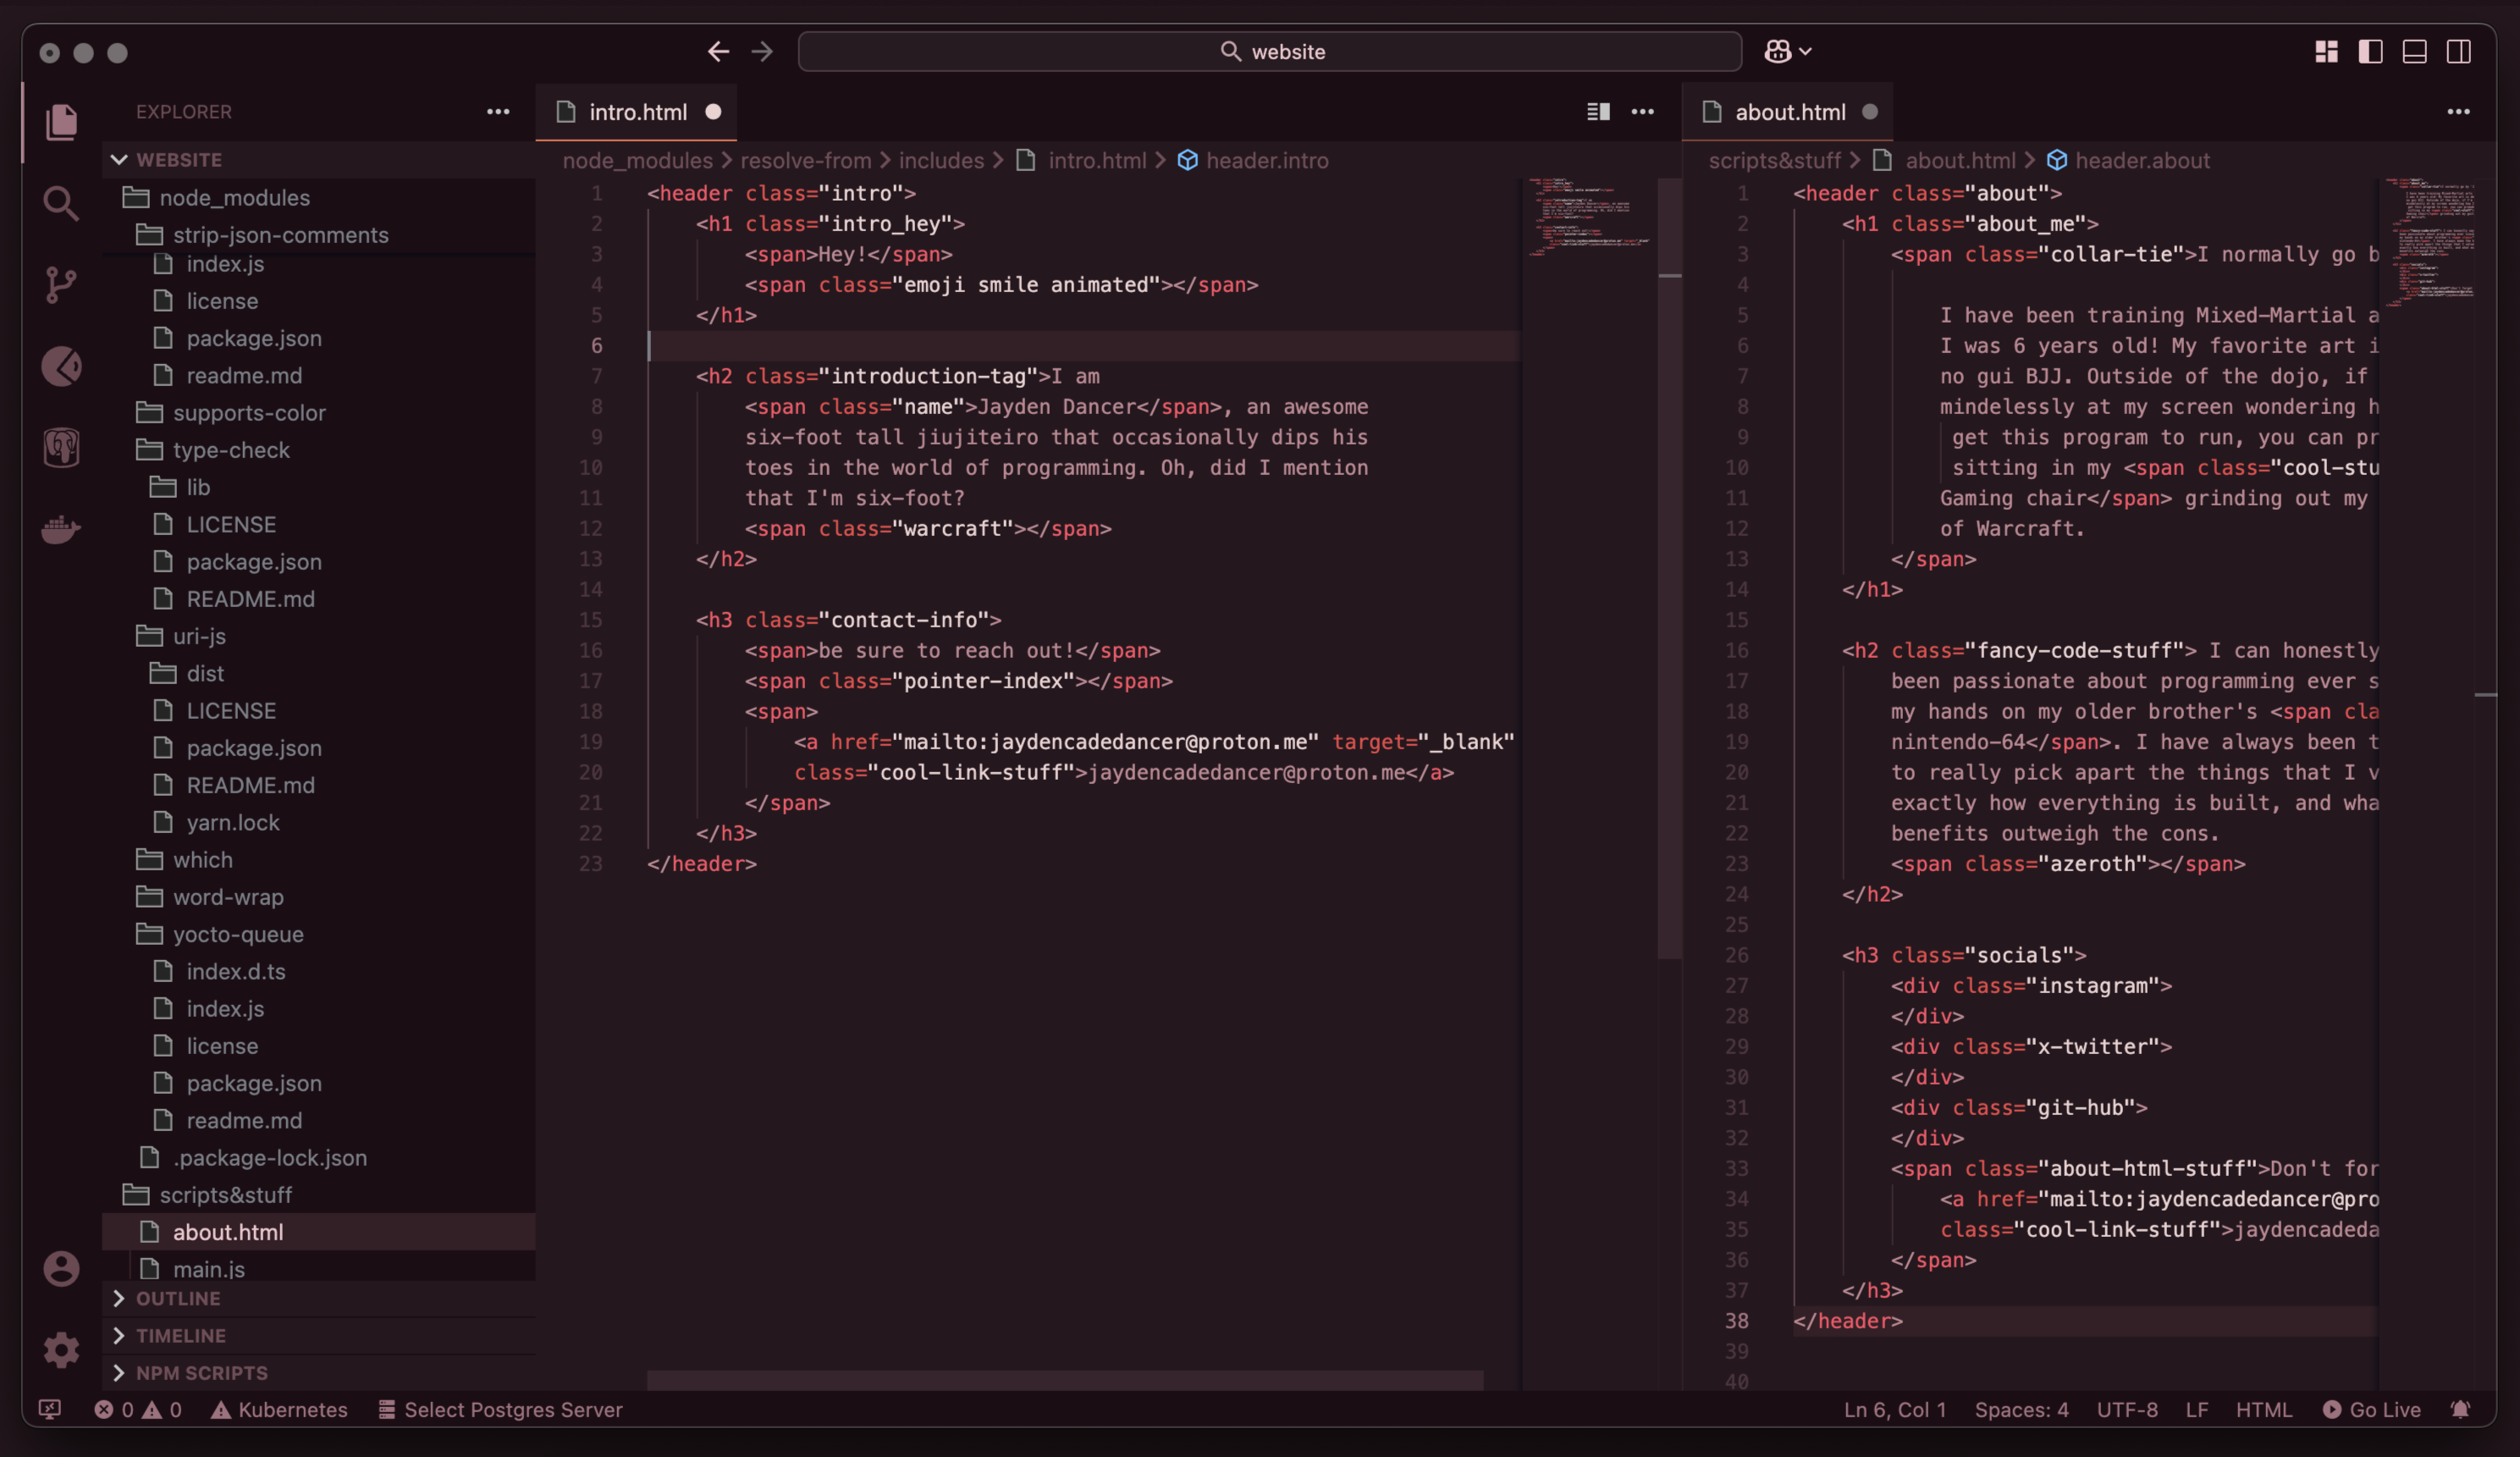 website
EXPLORER
WEBSITE
node_modules
strip-json-comments
index.js
license
package.json
readme.md
supports-color
type-check
lib
LICENSE
package.json
README.md
uri-js
dist
LICENSE
package.json
README.md
yarn.lock
which
word-wrap
yocto-queue
index.d.ts
index.js
license
package.json
readme.md
.package-lock.json
scripts&stuff
about.html
main.js
OUTLINE
TIMELINE
NPM SCRIPTS
intro.html
node_modules > resolve-from > includes > intro.html > header.intro
1 <header class="intro">
2 <h1 class="intro_hey">
3 <span>Hey!</span>
4 <span class="emoji smile animated"></span>
5 </h1>
6
7 <h2 class="introduction-tag">I am
8 <span class="name">Jayden Dancer</span>, an awesome
9 six-foot tall jiujiteiro that occasionally dips his
10 toes in the world of programming. Oh, did I mention
11 that I'm six-foot?
12 <span class="warcraft"></span>
13 </h2>
14
15 <h3 class="contact-info">
16 <span>be sure to reach out!</span>
17 <span class="pointer-index"></span>
18 <span>
19 <a href="mailto:jaydencadedancer@proton.me" target="_blank"
20 class="cool-link-stuff">jaydencadedancer@proton.me</a>
21 </span>
22 </h3>
23 </header>
about.html
scripts&stuff > about.html > header.about
1 <header class="about">
2 <h1 class="about_me">
3 <span class="collar-tie">I normally go b
4
5 I have been training Mixed-Martial a
6 I was 6 years old! My favorite art i
7 no gui BJJ. Outside of the dojo, if
8 mindelessly at my screen wondering h
9 get this program to run, you can pr
10 sitting in my <span class="cool-stu
11 Gaming chair</span> grinding out my
12 of Warcraft.
13 </span>
14 </h1>
15
16 <h2 class="fancy-code-stuff"> I can honestly
17 been passionate about programming ever s
18 my hands on my older brother's <span cla
19 nintendo-64</span>. I have always been t
20 to really pick apart the things that I v
21 exactly how everything is built, and wha
22 benefits outweigh the cons.
23 <span class="azeroth"></span>
24 </h2>
25
26 <h3 class="socials">
27 <div class="instagram">
28 </div>
29 <div class="x-twitter">
30 </div>
31 <div class="git-hub">
32 </div>
33 <span class="about-html-stuff">Don't for
34 <a href="mailto:jaydencadedancer@pro
35 class="cool-link-stuff">jaydencadeda
36 </span>
37 </h3>
38 </header>
39
40
0 0 Kubernetes Select Postgres Server Ln 6, Col 1 Spaces: 4 UTF-8 LF HTML Go Live